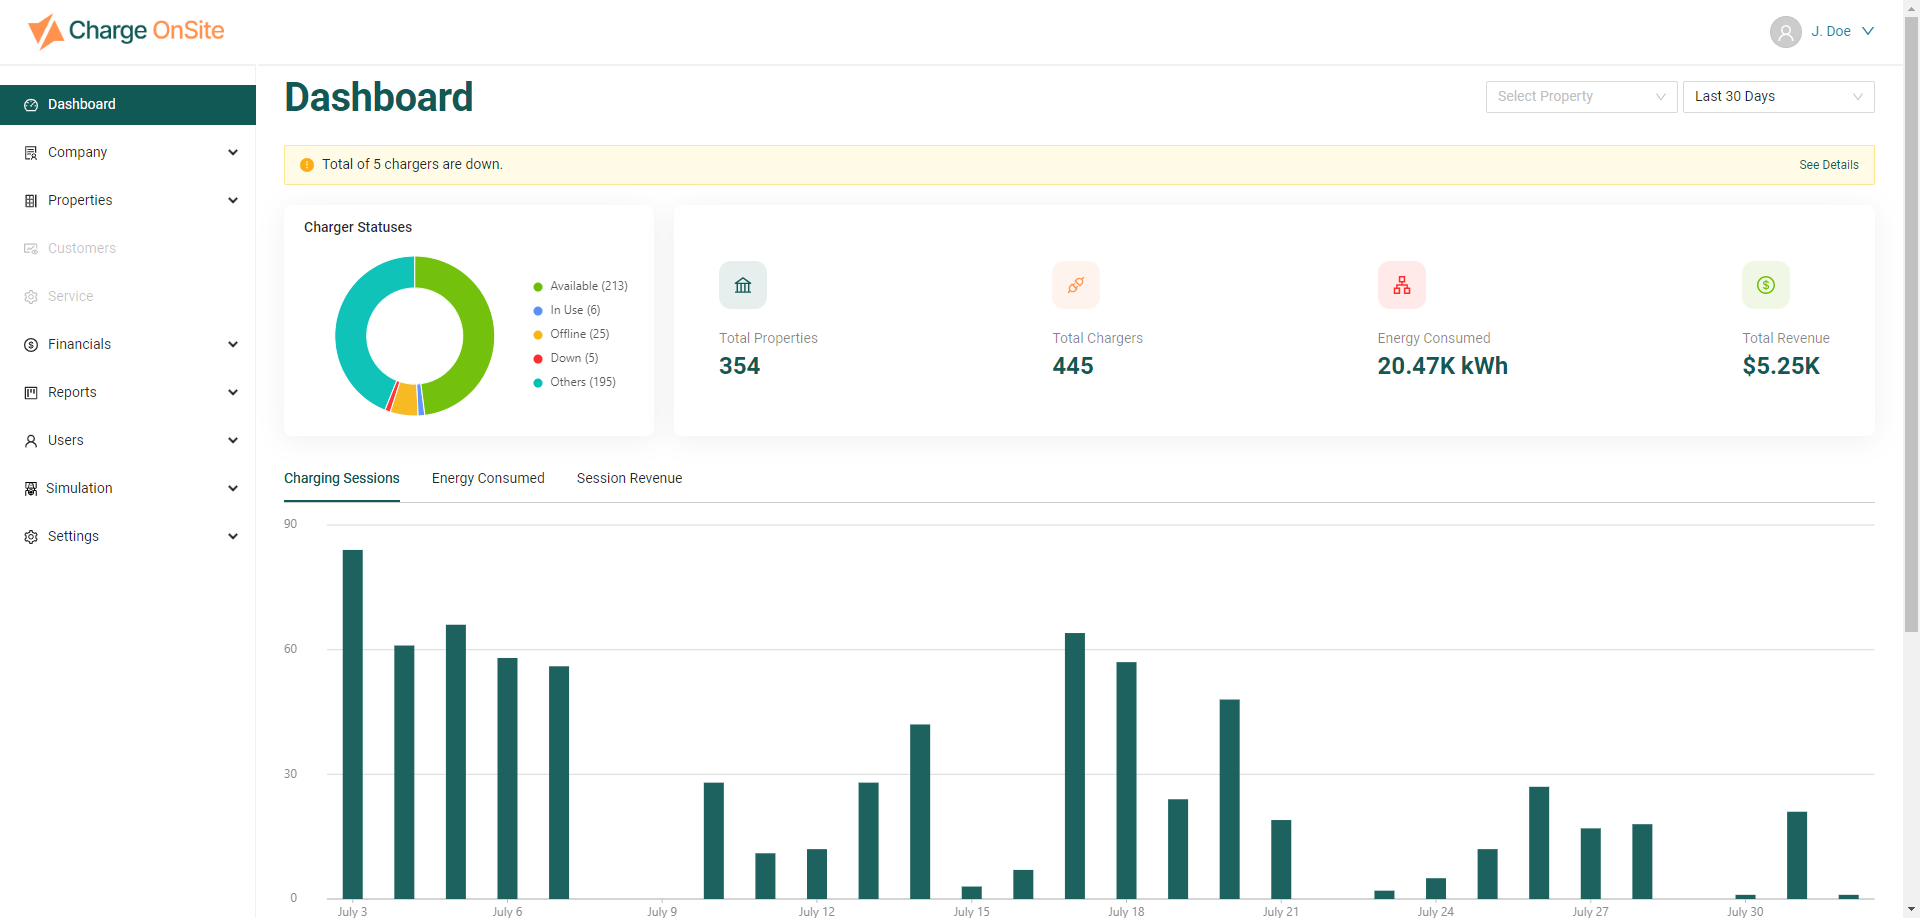 Charge OnSite
J. Doe
Dashboard
Company
Properties
Customers
Service
Financials
Reports
Users
Simulation
Settings
Dashboard
Select Property
Last 30 Days
Total of 5 chargers are down.
See Details
Charger Statuses
Available (213)
In Use (6)
Offline (25)
Down (5)
Others (195)
Total Properties
354
Total Chargers
445
Energy Consumed
20.47K kWh
Total Revenue
$5.25K
Charging Sessions
Energy Consumed
Session Revenue
90
60
30
0
July 3
July 6
July 9
July 12
July 15
July 18
July 21
July 24
July 27
July 30